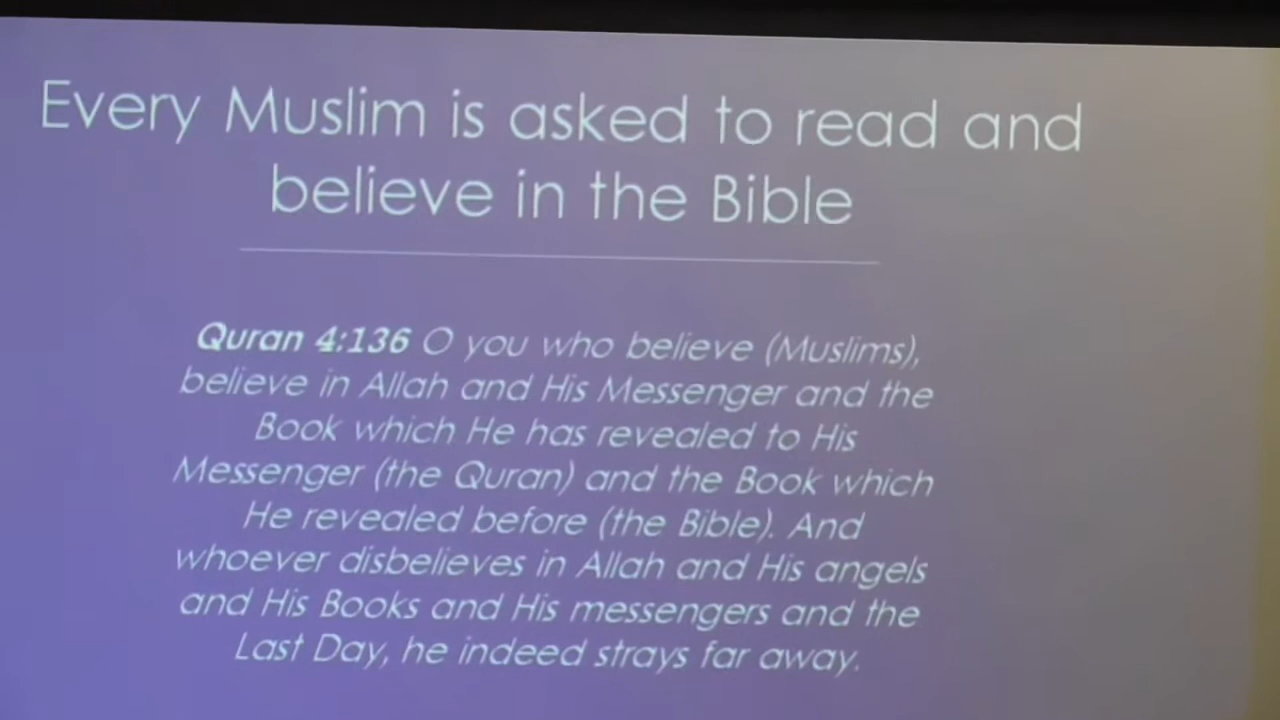 Every Muslim is asked to read and
believe in the Bible
Quran 4:136 O you who believe (Muslims),
believe in Allah and His Messenger and the
Book which He has revealed to His
Messenger (the Quran) and the Book which
He revealed before (the Bible). And
whoever disbelieves in Allah and His angels
and His Books and His messengers and the
Last Day, he indeed strays far away.